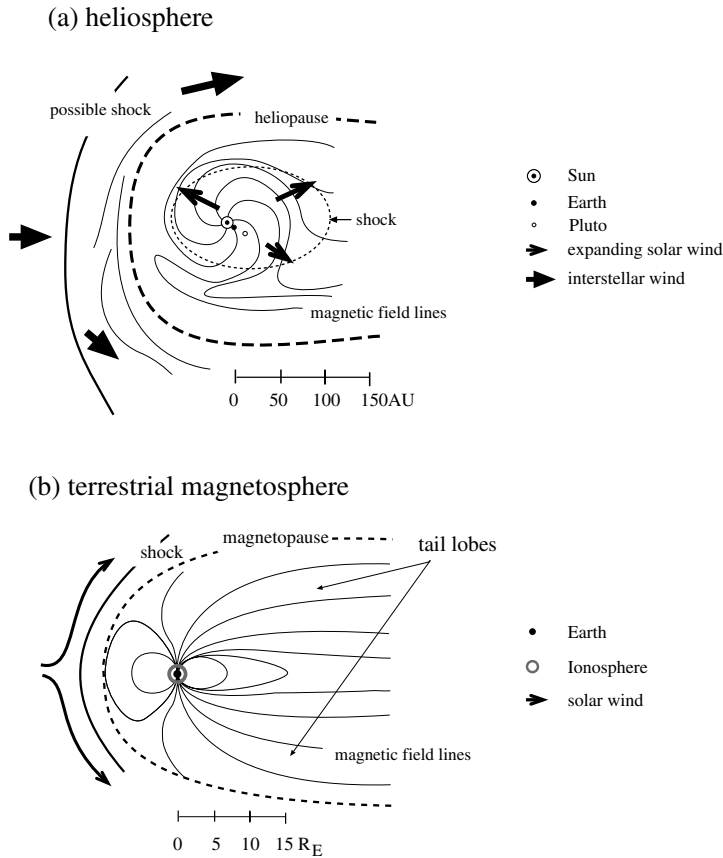 (a) heliosphere
possible shock
heliopause
shock
magnetic field lines
0 50 100 150AU
Sun
Earth
Pluto
expanding solar wind
interstellar wind
(b) terrestrial magnetosphere
shock
magnetopause
tail lobes
magnetic field lines
0 5 10 15 R_E
Earth
Ionosphere
solar wind